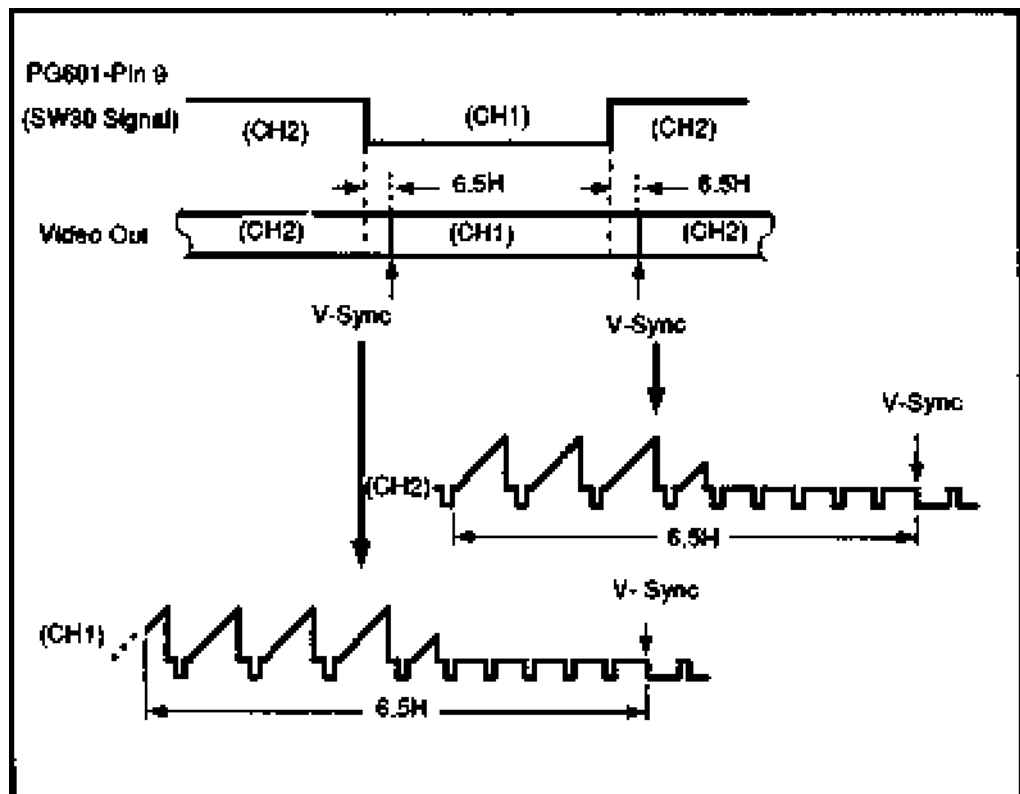 PG601-Pin 9
(SW30 Signal)
(CH2)
(CH1)
(CH2)
6.5H
6.5H
Video Out
(CH2)
(CH1)
(CH2)
V-Sync
V-Sync
V-Sync
(CH2)
6.5H
V- Sync
(CH1)
6.5H